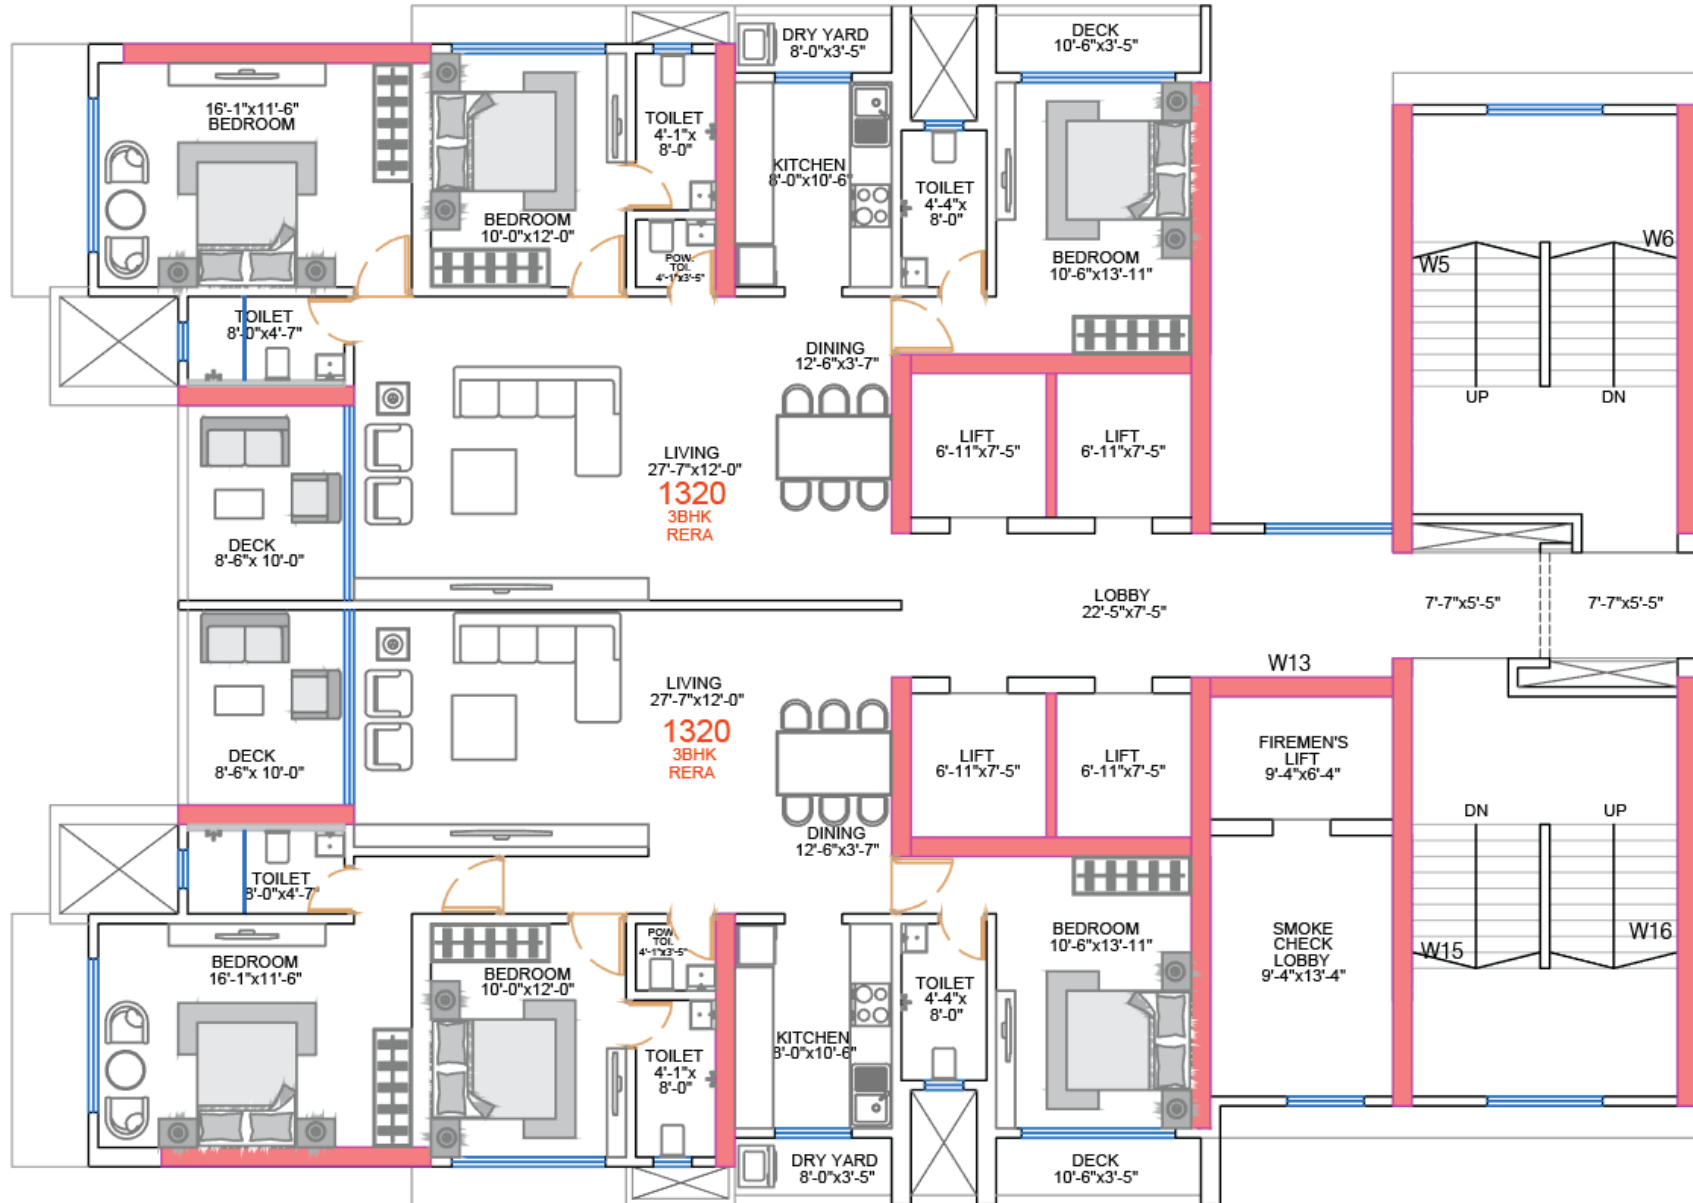 DRY YARD
8'-0"x3'-5"
DECK
10'-6"x3'-5"
16'-1"x11'-6"
BEDROOM
TOILET
4'-1"x
8'-0"
KITCHEN
8'-0"x10'-6"
TOILET
4'-4"x
8'-0"
BEDROOM
10'-0"x12'-0"
POW.
TOI.
4'-1"x3'-5"
BEDROOM
10'-6"x13'-11"
W5
W6
TOILET
8'-0"x4'-7"
DINING
12'-6"x3'-7"
UP
DN
LIVING
27'-7"x12'-0"
1320
3BHK
RERA
LIFT
6'-11"x7'-5"
LIFT
6'-11"x7'-5"
DECK
8'-6"x 10'-0"
LOBBY
22'-5"x7'-5"
7'-7"x5'-5"
7'-7"x5'-5"
W13
LIVING
27'-7"x12'-0"
1320
3BHK
RERA
DECK
8'-6"x 10'-0"
LIFT
6'-11"x7'-5"
LIFT
6'-11"x7'-5"
FIREMEN'S
LIFT
9'-4"x6'-4"
DN
UP
DINING
12'-6"x3'-7"
TOILET
8'-0"x4'-7"
BEDROOM
16'-1"x11'-6"
BEDROOM
10'-0"x12'-0"
POW.
TOI.
4'-1"x3'-5"
BEDROOM
10'-6"x13'-11"
SMOKE
CHECK
LOBBY
9'-4"x13'-4"
W15
W16
TOILET
4'-4"x
8'-0"
KITCHEN
8'-0"x10'-6"
TOILET
4'-1"x
8'-0"
DRY YARD
8'-0"x3'-5"
DECK
10'-6"x3'-5"